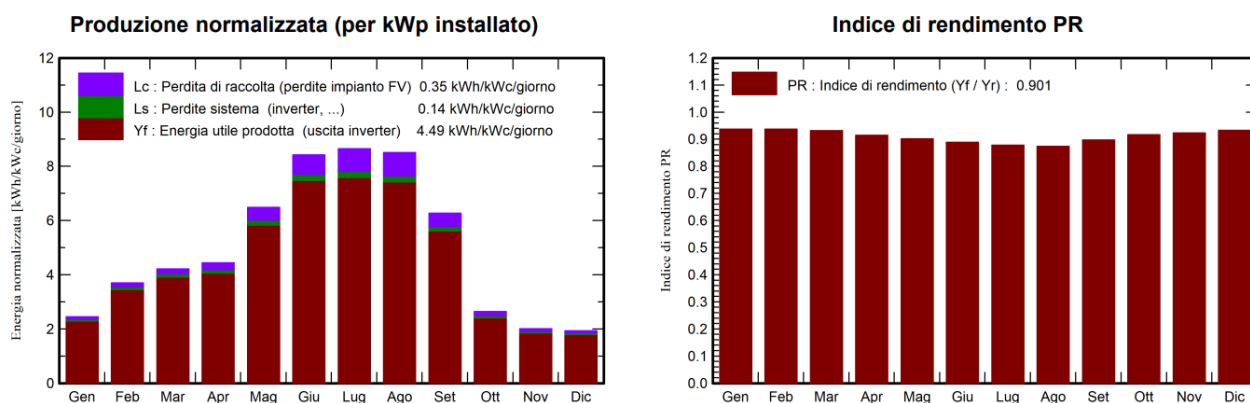 Produzione normalizzata (per kWp installato)
12
10
8
6
4
2
0
Energia normalizzata [kWh/kWc/giorno]
Lc : Perdita di raccolta (perdite impianto FV) 0.35 kWh/kWc/giorno
Ls : Perdite sistema (inverter, ...) 0.14 kWh/kWc/giorno
Yf : Energia utile prodotta (uscita inverter) 4.49 kWh/kWc/giorno
Gen Feb Mar Apr Mag Giu Lug Ago Set Ott Nov Dic
Indice di rendimento PR
1.2
1.1
1.0
0.9
0.8
0.7
0.6
0.5
0.4
0.3
0.2
0.1
0.0
Indice di rendimento PR
PR : Indice di rendimento (Yf / Yr) : 0.901
Gen Feb Mar Apr Mag Giu Lug Ago Set Ott Nov Dic